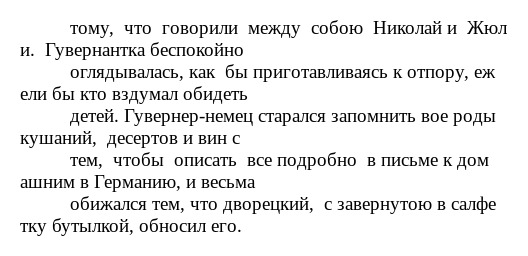 тому, что говорили между собою Николай и Жюл
и. Гувернантка беспокойно
оглядывалась, как бы приготавливаясь к отпору, еж
ели бы кто вздумал обидеть
детей. Гувернер-немец старался запомнить вое роды
кушаний, десертов и вин с
тем, чтобы описать все подробно в письме к дом
ашним в Германию, и весьма
обижался тем, что дворецкий, с завернутою в салфе
тку бутылкой, обносил его.